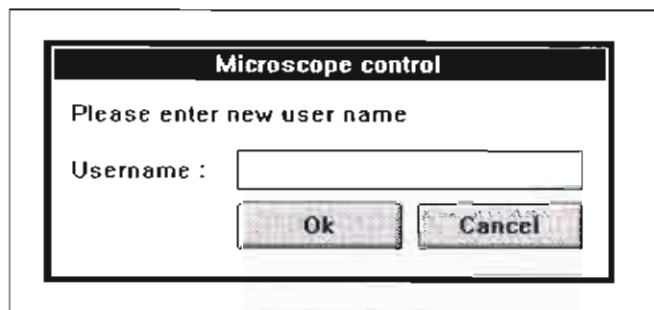 Microscope control
Please enter new user name
Username :
Ok Cancel